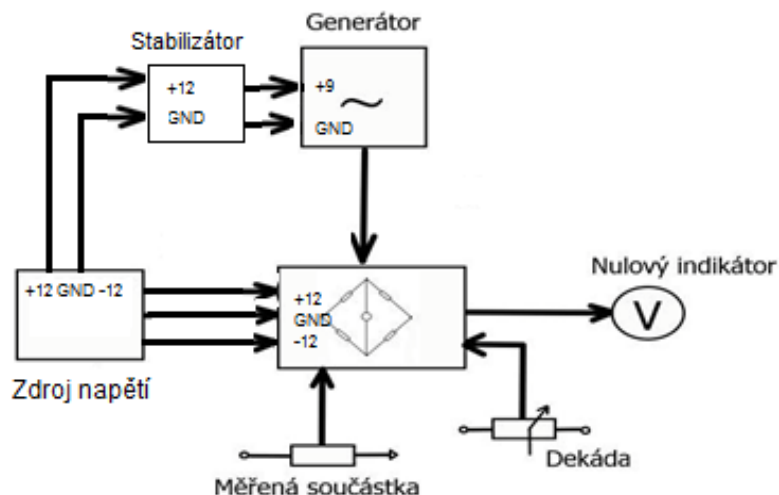 Stabilizátor
Generátor
+12
GND
+9
GND
Nulový indikátor
+12 GND -12
+12
GND
-12
V
Zdroj napětí
Dekáda
Měřená součástka